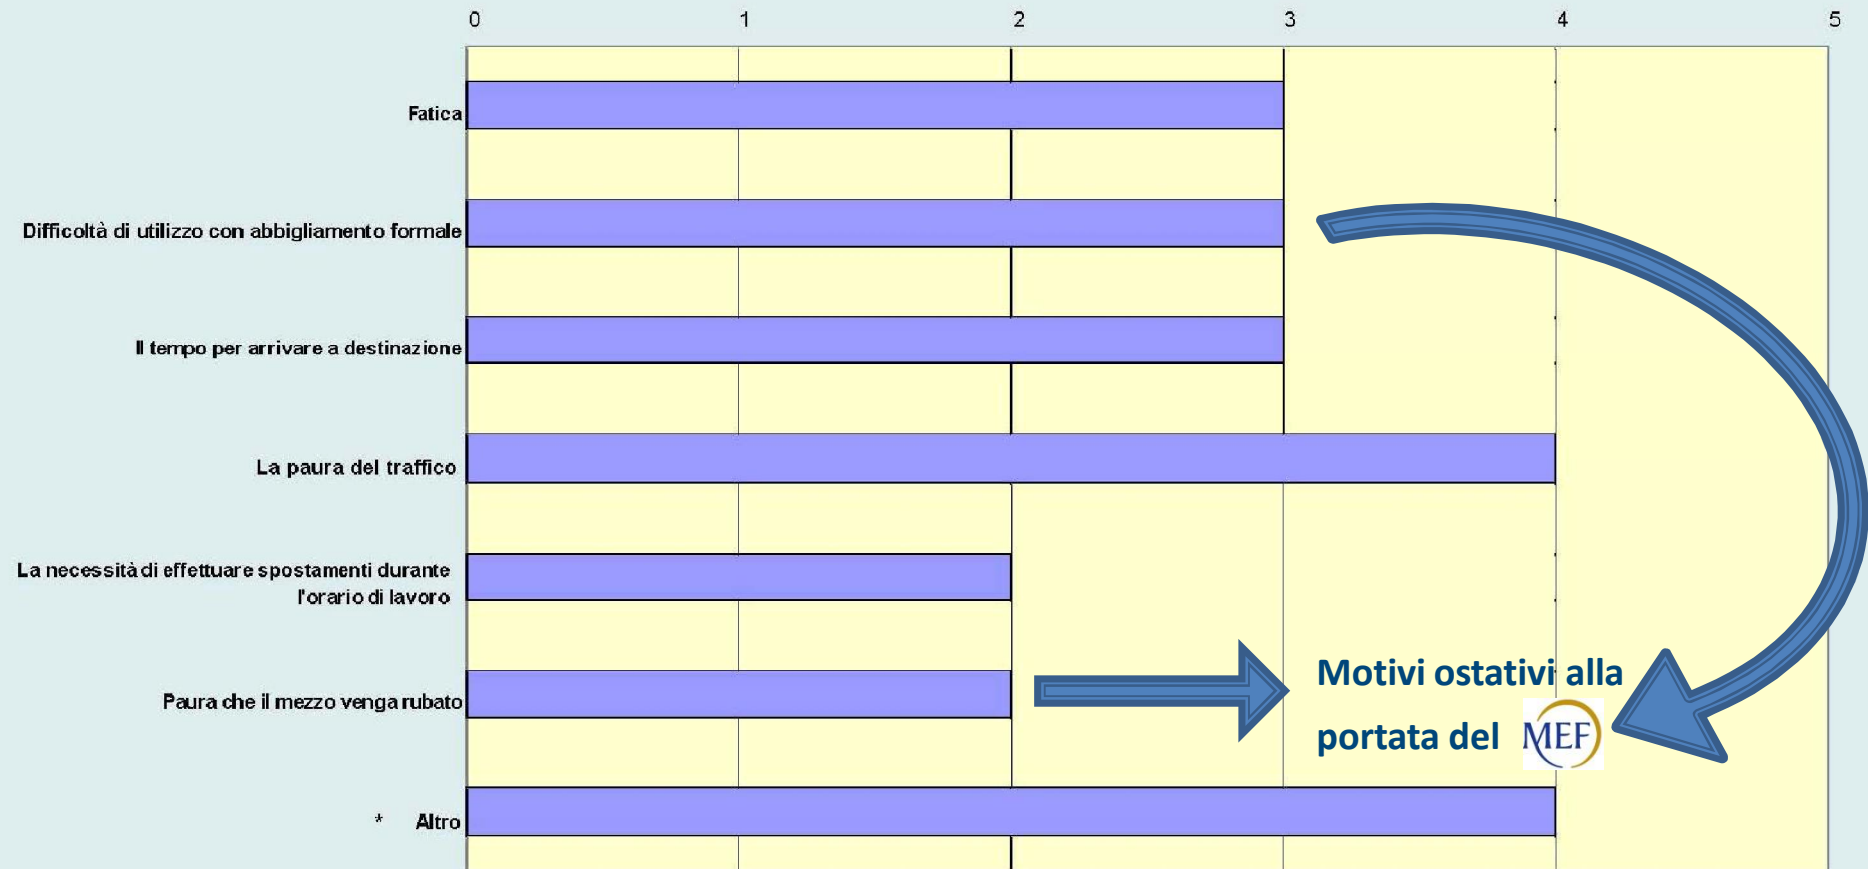 0 1 2 3 4 5
Fatica
Difficoltà di utilizzo con abbigliamento formale
Il tempo per arrivare a destinazione
La paura del traffico
La necessità di effettuare spostamenti durante
l'orario di lavoro
Paura che il mezzo venga rubato
Motivi ostativi alla
portata del MEF
* Altro